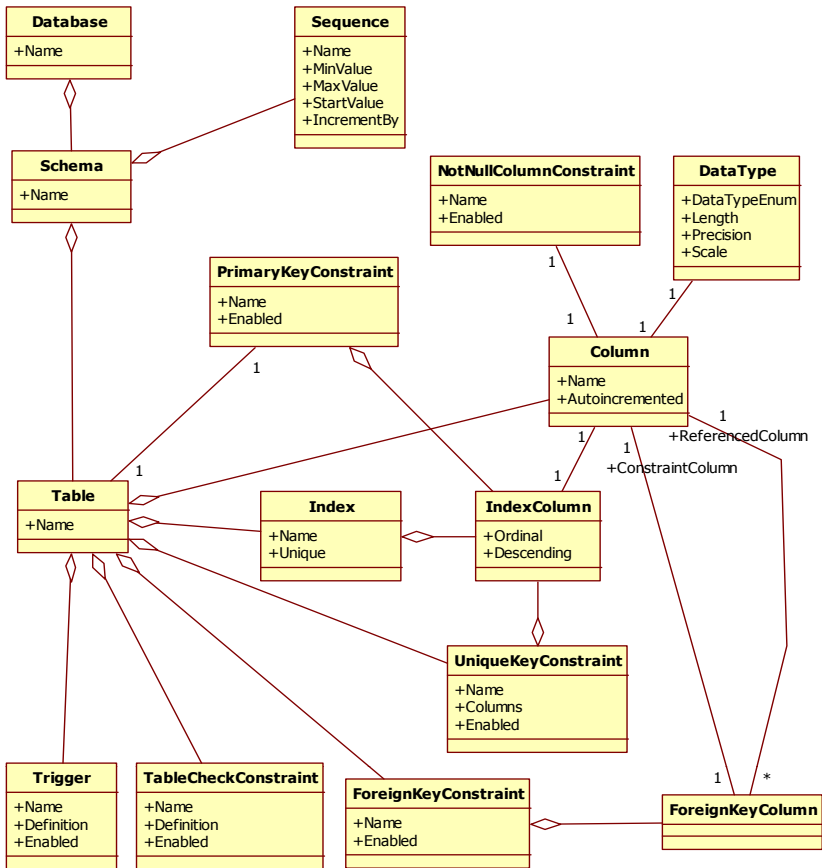 Database
+Name
Sequence
+Name
+MinValue
+MaxValue
+StartValue
+IncrementBy
Schema
+Name
NotNullColumnConstraint
+Name
+Enabled
DataType
+DataTypeEnum
+Length
+Precision
+Scale
PrimaryKeyConstraint
+Name
+Enabled
1
1
1
1
Column
+Name
+Autoincremented
1
1
1
1
+ReferencedColumn
+ConstraintColumn
1
1
Table
+Name
Index
+Name
+Unique
IndexColumn
+Ordinal
+Descending
UniqueKeyConstraint
+Name
+Columns
+Enabled
Trigger
+Name
+Definition
+Enabled
TableCheckConstraint
+Name
+Definition
+Enabled
ForeignKeyConstraint
+Name
+Enabled
1
*
ForeignKeyColumn